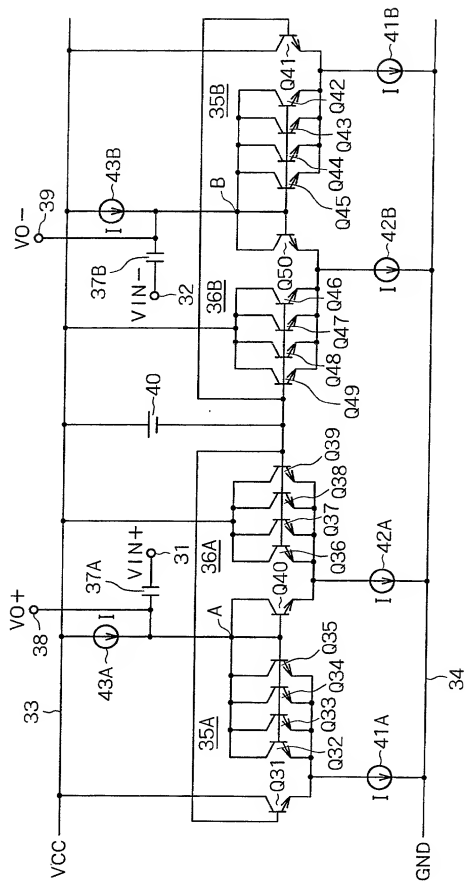 VCC
33
VO+
38
43A
I
37A
VIN+
31
40
VIN-
32
37B
VO-
39
43B
I
35A
A
36A
36B
B
35B
Q31
Q32
Q33
Q34
Q35
Q40
Q36
Q37
Q38
Q39
Q49
Q48
Q47
Q46
Q50
Q45
Q44
Q43
Q42
Q41
I
41A
I
42A
I
42B
I
41B
GND
34